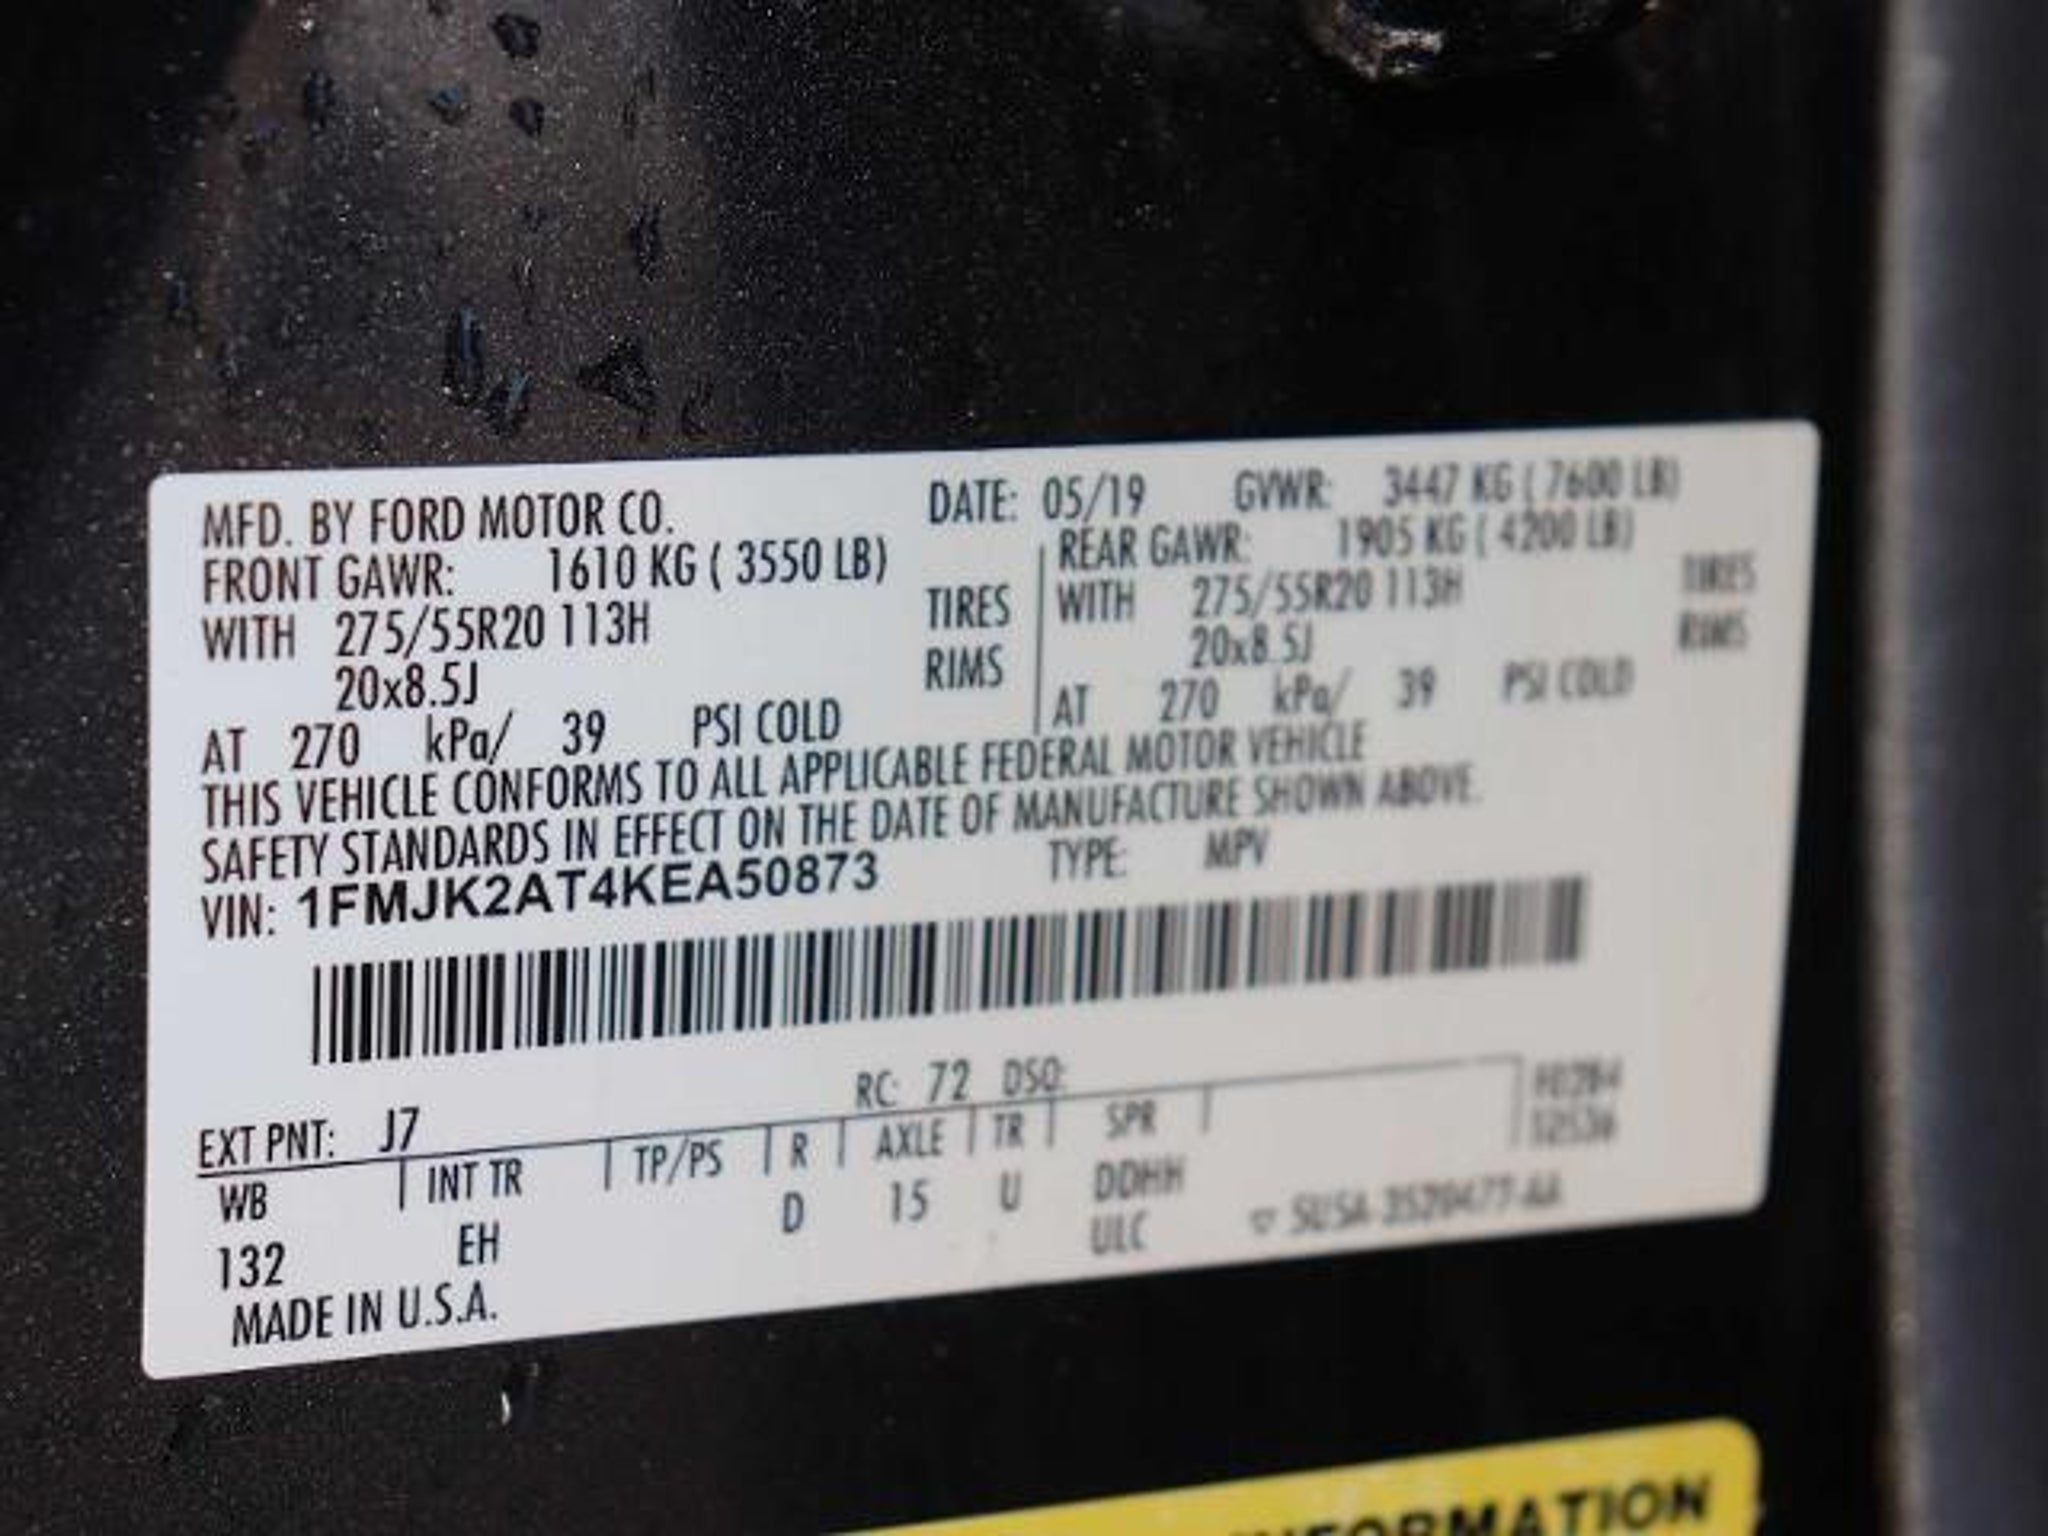 MFD. BY FORD MOTOR CO. DATE: 05/19 GVWR: 3447 KG ( 7600 LB)
FRONT GAWR: 1610 KG ( 3550 LB) REAR GAWR: 1905 KG ( 4200 LB)
WITH 275/55R20 113H TIRES WITH 275/55R20 113H TIRES
20x8.5J RIMS 20x8.5J RIMS
AT 270 kPa/ 39 PSI COLD AT 270 kPa/ 39 PSI COLD
THIS VEHICLE CONFORMS TO ALL APPLICABLE FEDERAL MOTOR VEHICLE
SAFETY STANDARDS IN EFFECT ON THE DATE OF MANUFACTURE SHOWN ABOVE.
VIN: 1FMJK2AT4KEA50873 TYPE: MPV
EXT PNT: J7 RC: 72 DSO:
WB INT TR TP/PS R AXLE TR SPR
132 EH D 15 U DDHH
ULC
MADE IN U.S.A.